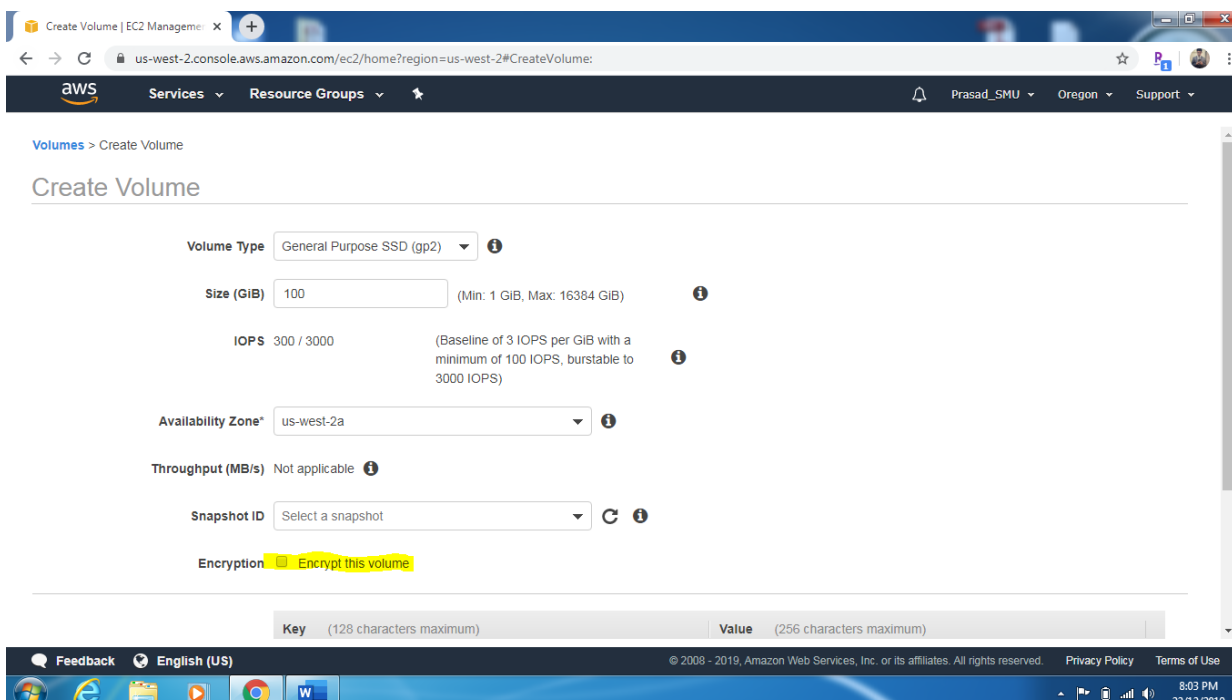 Create Volume | EC2 Managemen
us-west-2.console.aws.amazon.com/ec2/home?region=us-west-2#CreateVolume:
1
aws Services Resource Groups Prasad_SMU Oregon Support
Volumes > Create Volume
Create Volume
Volume Type General Purpose SSD (gp2)
Size (GiB) 100 (Min: 1 GiB, Max: 16384 GiB)
IOPS 300 / 3000 (Baseline of 3 IOPS per GiB with a
minimum of 100 IOPS, burstable to
3000 IOPS)
Availability Zone* us-west-2a
Throughput (MB/s) Not applicable
Snapshot ID Select a snapshot
Encryption Encrypt this volume
Key (128 characters maximum) Value (256 characters maximum)
Feedback English (US) © 2008 - 2019, Amazon Web Services, Inc. or its affiliates. All rights reserved. Privacy Policy Terms of Use
8:03 PM